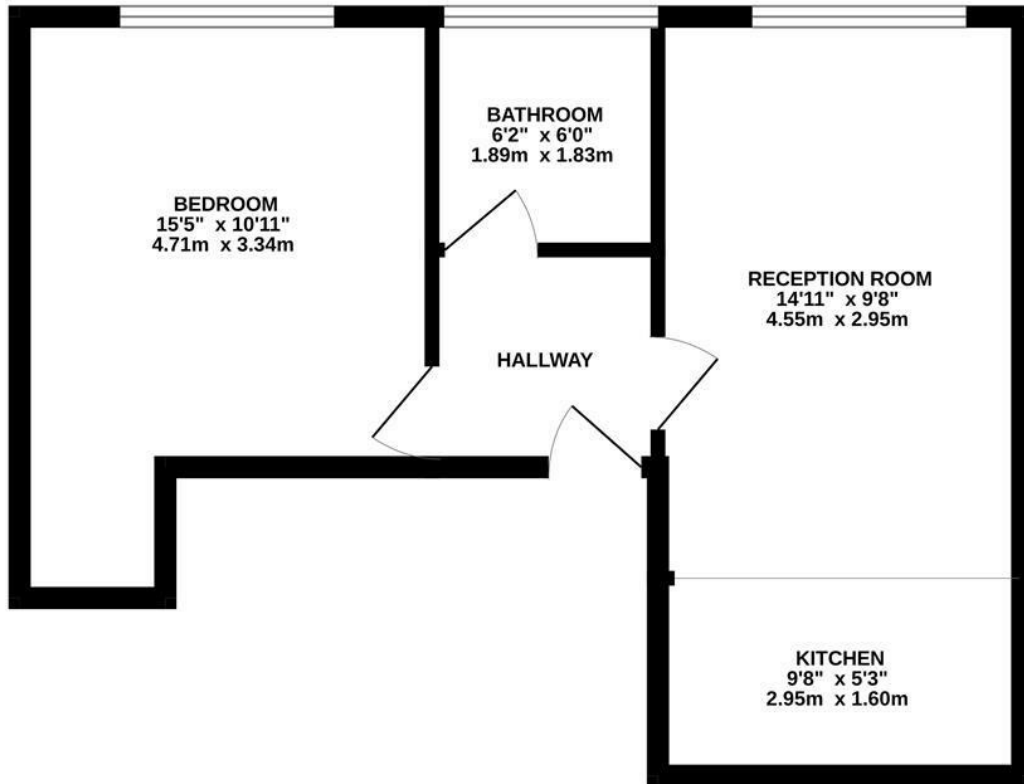 BATHROOM
6'2" x 6'0"
1.89m x 1.83m
BEDROOM
15'5" x 10'11"
4.71m x 3.34m
RECEPTION ROOM
14'11" x 9'8"
4.55m x 2.95m
HALLWAY
KITCHEN
9'8" x 5'3"
2.95m x 1.60m